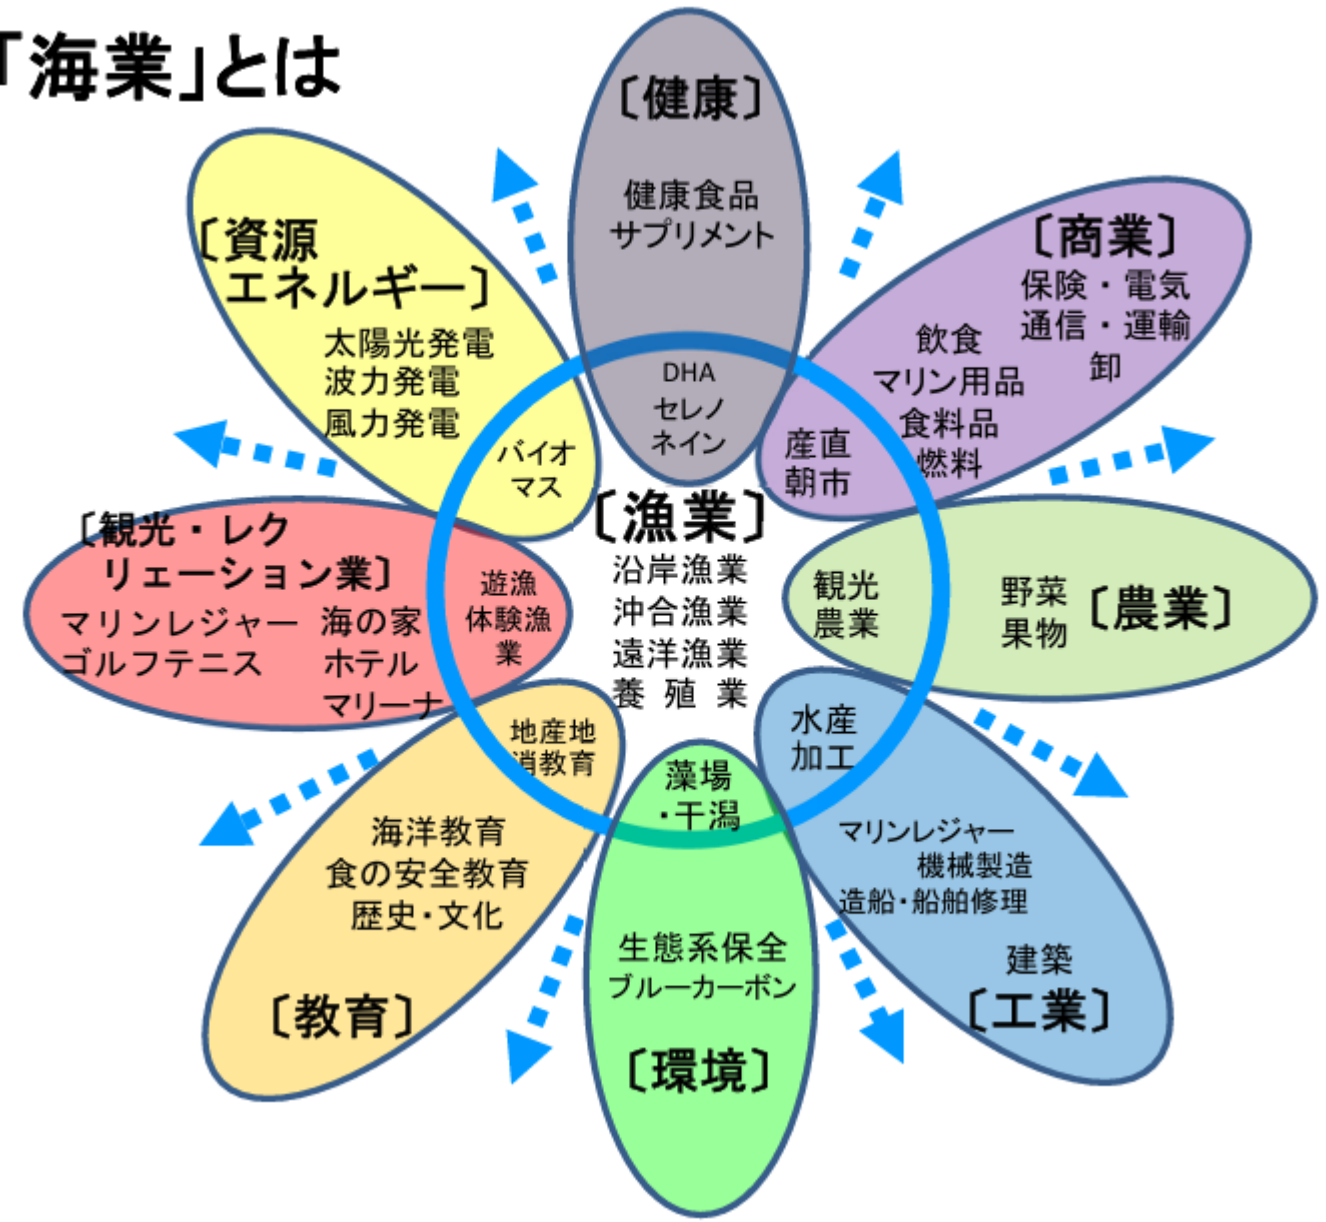 「海業」とは
〔健康〕
健康食品
サプリメント
DHA
セレノ
ネイン
〔商業〕
保険・電気
通信・運輸
卸
飲食
マリン用品
食料品
燃料
産直
朝市
〔農業〕
野菜
果物
観光
農業
〔工業〕
水産
加工
マリンレジャー
機械製造
造船・船舶修理
建築
〔環境〕
藻場
・干潟
生態系保全
ブルーカーボン
〔教育〕
地産地
消教育
海洋教育
食の安全教育
歴史・文化
〔観光・レク
リェーション業〕
マリンレジャー
ゴルフテニス
海の家
ホテル
マリーナ
遊漁
体験漁
業
〔資源
エネルギー〕
太陽光発電
波力発電
風力発電
バイオ
マス
〔漁業〕
沿岸漁業
沖合漁業
遠洋漁業
養 殖 業